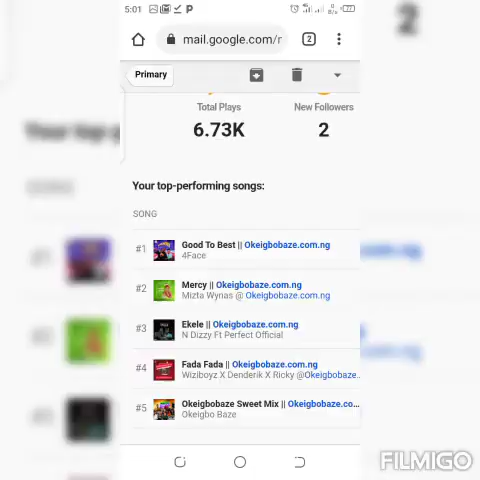 5:01
mail.google.com/r
2
Primary
Total Plays
New Followers
6.73K
2
Your top-performing songs:
SONG
#1
Good To Best || Okeigbobaze.com.ng
4Face
#2
Mercy || Okeigbobaze.com.ng
Mizta Wynas @ Okeigbobaze.com.ng
#3
Ekele || Okeigbobaze.com.ng
N Dizzy Ft Perfect Official
#4
Fada Fada || Okeigbobaze.com.ng
Wiziboyz X Denderik X Ricky @Okeigbobaze..
#5
Okeigbobaze Sweet Mix || Okeigbobaze.co...
Okeigbo Baze
FILMIGO